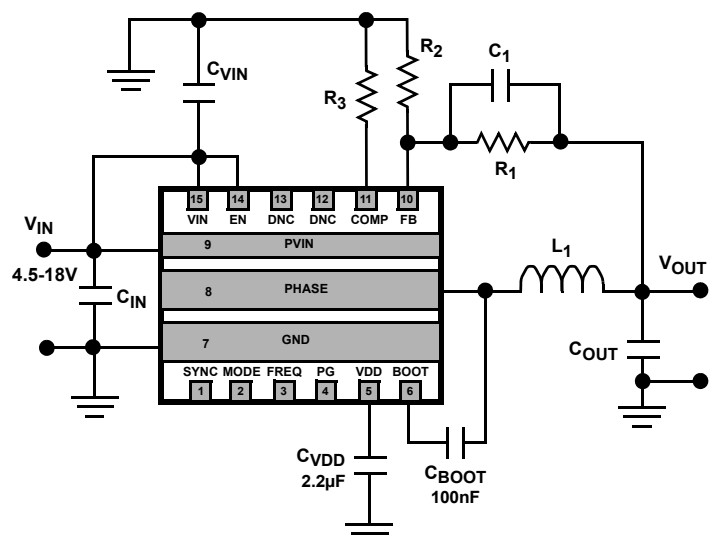 R2
C1
CVIN
R3
R1
15 14 13 12 11 10
VIN EN DNC DNC COMP FB
VIN
9 PVIN
4.5-18V
L1
VOUT
CIN
8 PHASE
7 GND
COUT
SYNC MODE FREQ PG VDD BOOT
1 2 3 4 5 6
CVDD
2.2µF
CBOOT
100nF